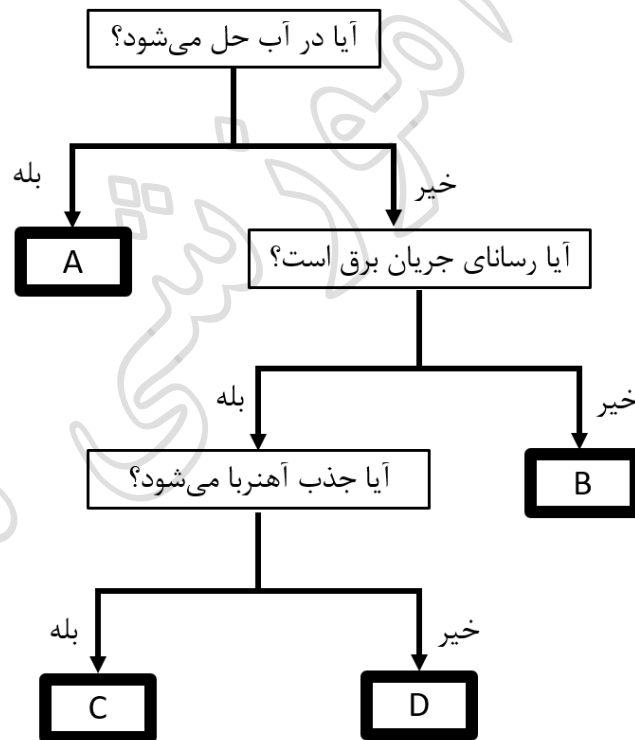 آیا در آب حل می‌شود؟
بله
خیر
A
آیا رسانای جریان برق است؟
بله
خیر
آیا جذب آهنربا می‌شود؟
B
بله
خیر
C
D